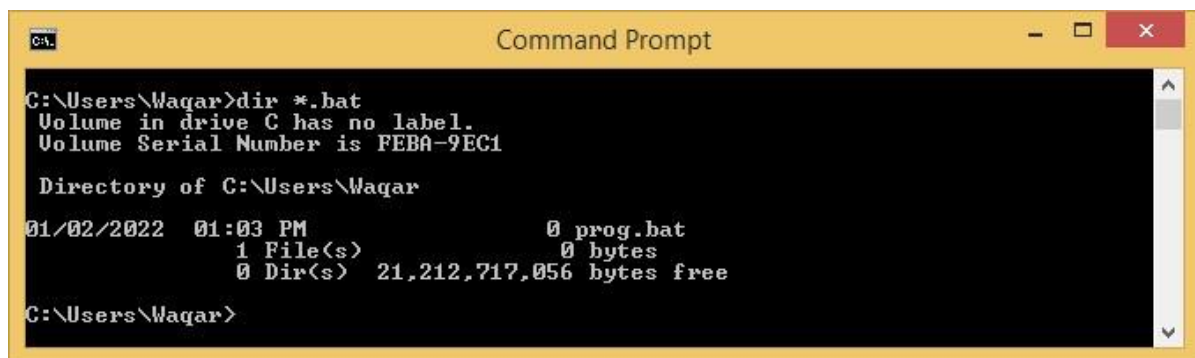 C:\.
Command Prompt
C:\Users\Waqar>dir *.bat
Volume in drive C has no label.
Volume Serial Number is FEBA-9EC1
Directory of C:\Users\Waqar
01/02/2022 01:03 PM 0 prog.bat
1 File(s) 0 bytes
0 Dir(s) 21,212,717,056 bytes free
C:\Users\Waqar>